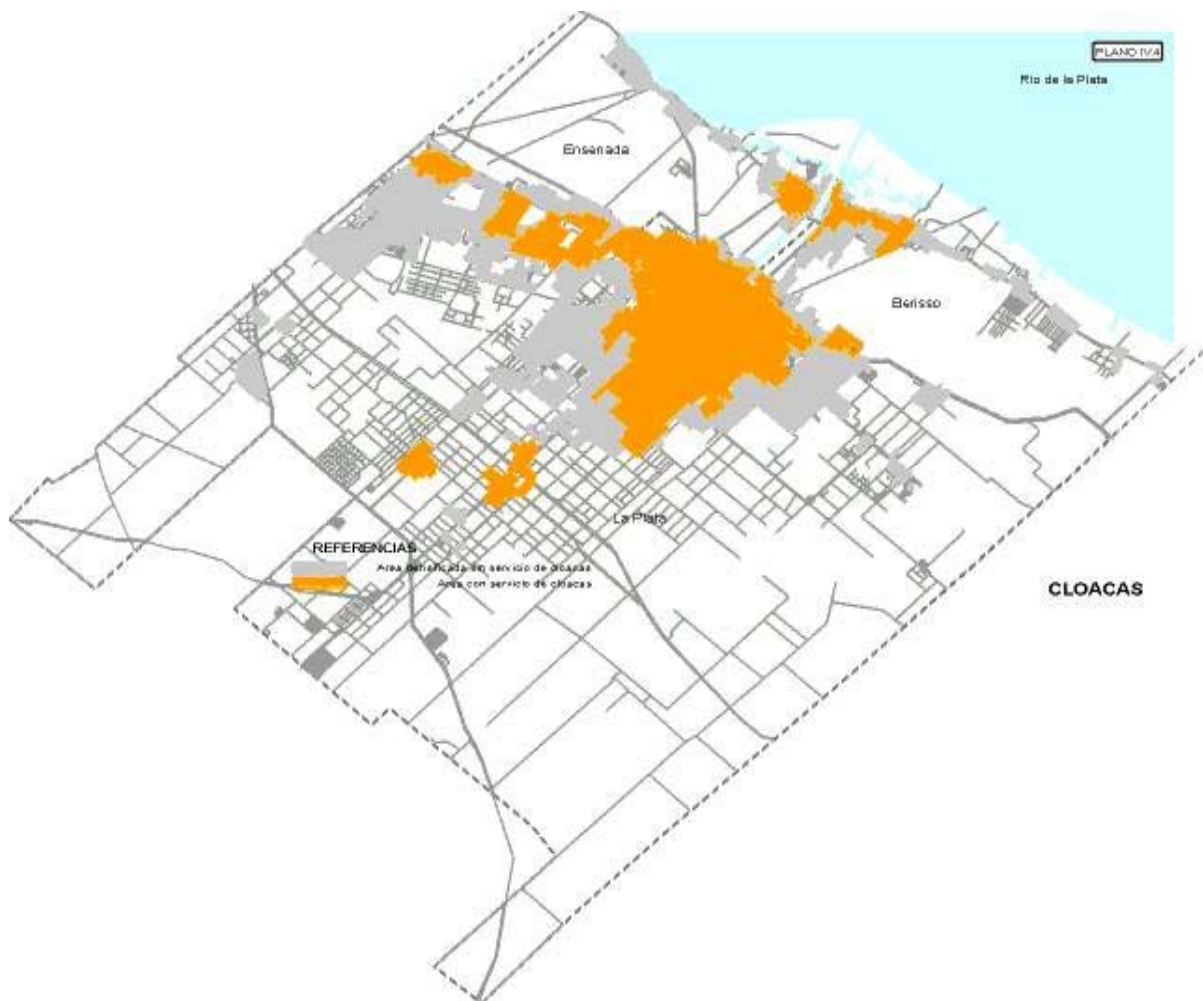 PLANO IV.4
Rio de la Plata
Ensenada
Berisso
La Plata
REFERENCIAS
Area densificada sin servicio de cloacas
Area con servicio de cloacas
CLOACAS